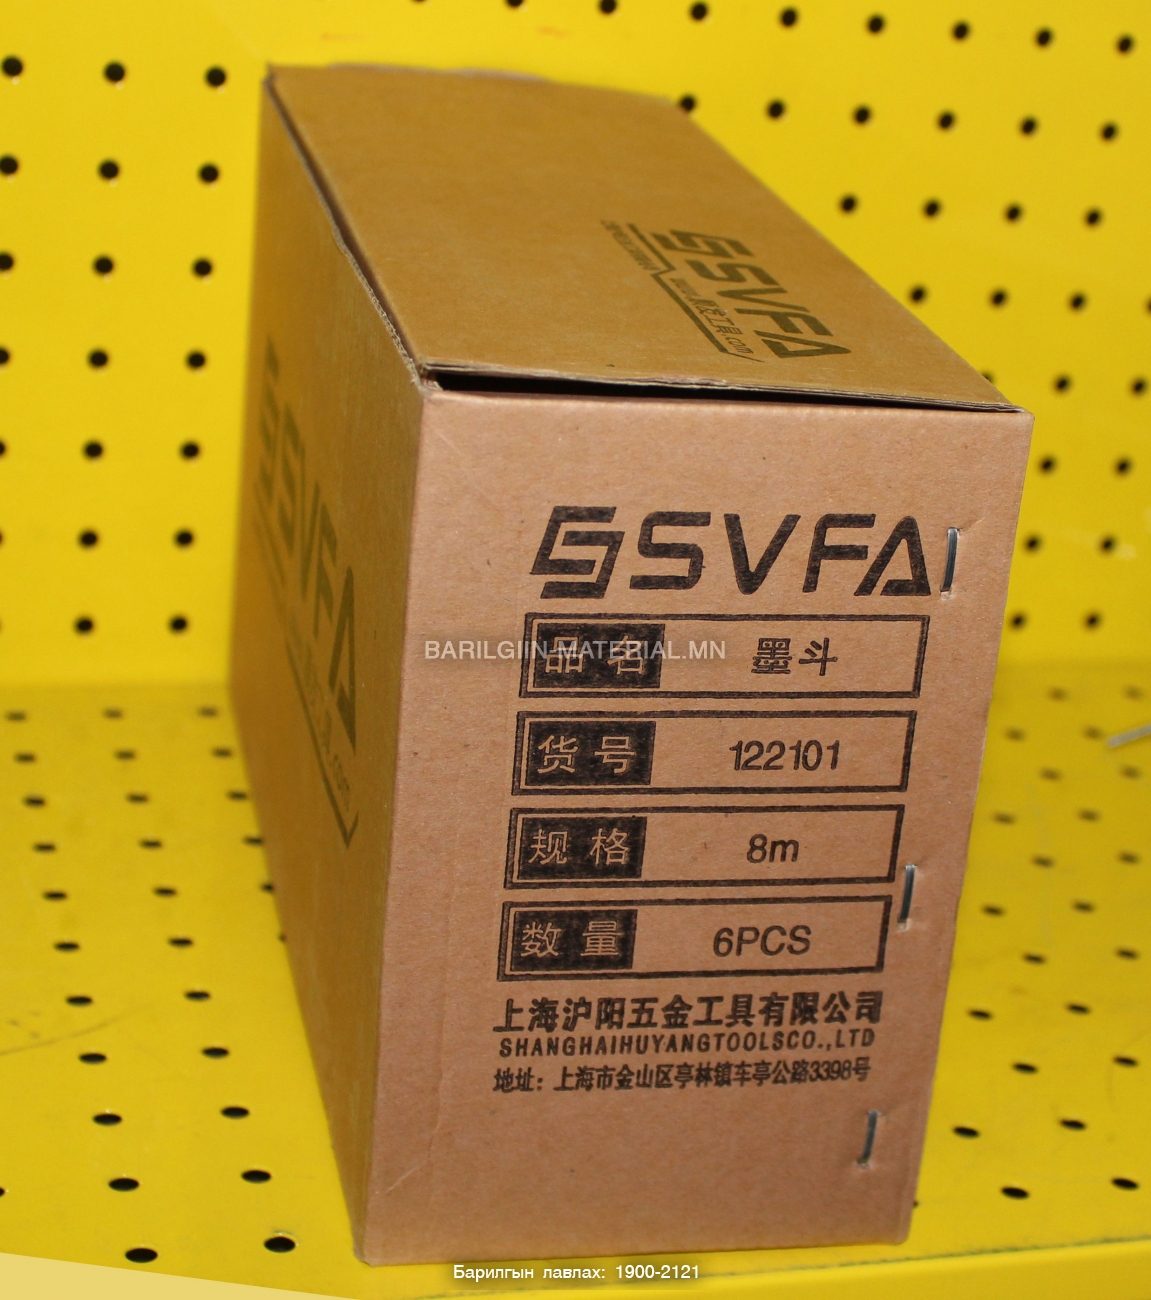 SVFA
SVFA
SVFA
BARILGIIN-MATERIAL.MN
品名 墨斗
货号 122101
规格 8m
数量 6PCS
上海沪阳五金工具有限公司
SHANGHAIHUYANGTOOLSCO.,LTD
地址：上海市金山区亭林镇车亭公路3398号
Барилгын лавлах: 1900-2121